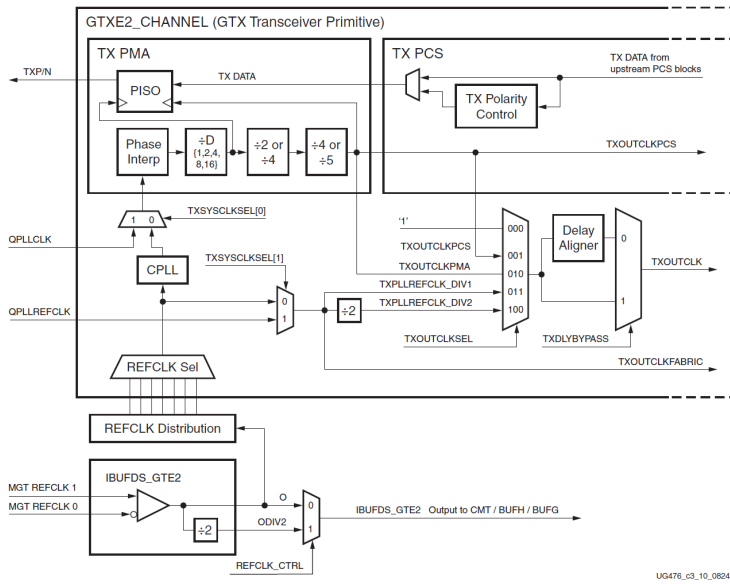 GTXE2_CHANNEL (GTX Transceiver Primitive)
TX PMA
TX PCS
TXP/N
PISO
TX DATA
TX DATA from
upstream PCS blocks
TX Polarity
Control
Phase
Interp
÷D
{1,2,4,
8,16}
÷2 or
÷4
÷4 or
÷5
TXOUTCLKPCS
1 0
TXSYSCLKSEL[0]
QPLLCLK
CPLL
TXSYSCLKSEL[1]
QPLLREFCLK
0
1
÷2
'1'
TXOUTCLKPCS
TXOUTCLKPMA
TXPLLREFCLK_DIV1
TXPLLREFCLK_DIV2
000
001
010
011
100
TXOUTCLKSEL
Delay
Aligner
0
1
TXOUTCLK
TXDLYBYPASS
TXOUTCLKFABRIC
REFCLK Sel
REFCLK Distribution
IBUFDS_GTE2
MGT REFCLK 1
MGT REFCLK 0
÷2
O
ODIV2
0
1
REFCLK_CTRL
IBUFDS_GTE2 Output to CMT / BUFH / BUFG
UG476_c3_10_0824